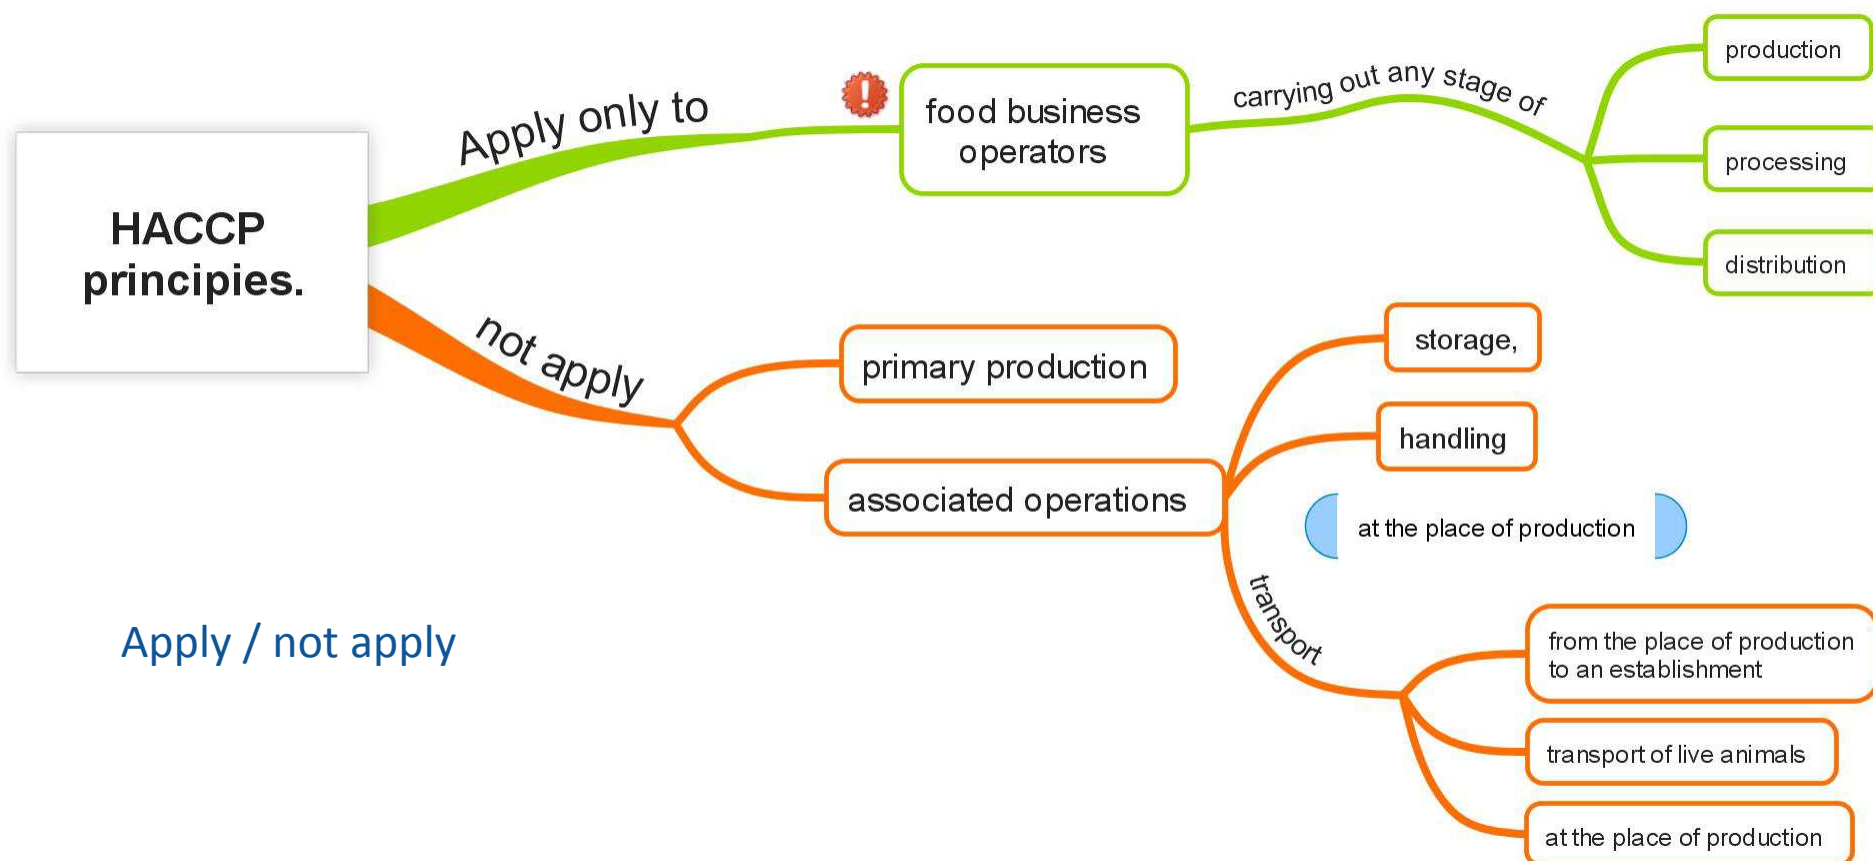 HACCP
principies.
Apply only to
food business
operators
carrying out any stage of
production
processing
distribution
not apply
primary production
associated operations
storage,
handling
at the place of production
transport
from the place of production
to an establishment
transport of live animals
at the place of production
Apply / not apply